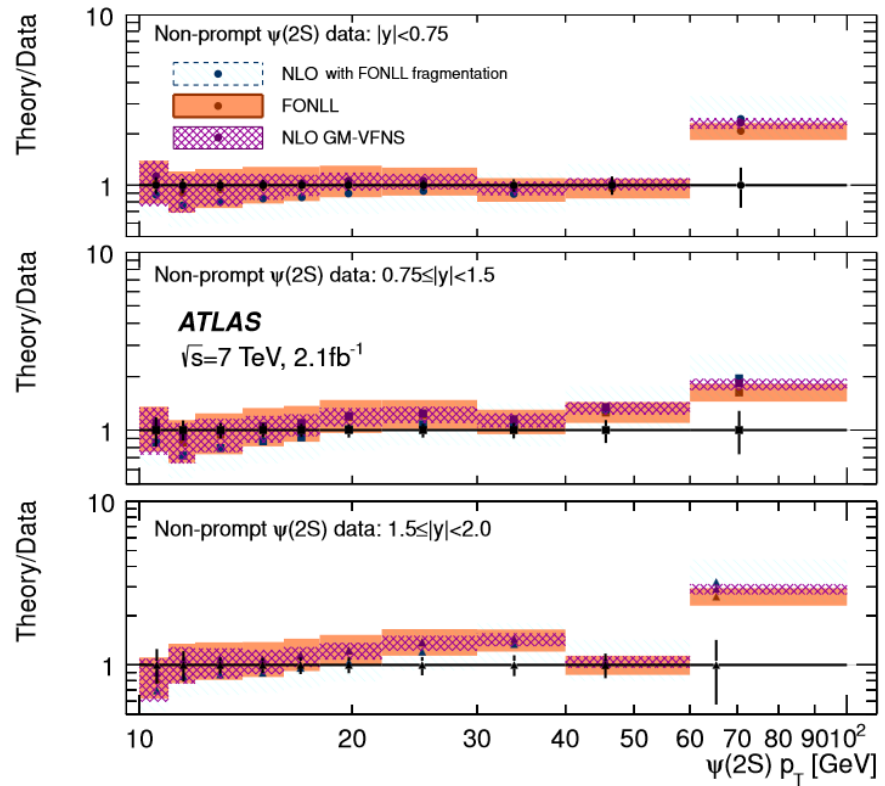 10
Non-prompt ψ(2S) data: |y|<0.75
NLO with FONLL fragmentation
FONLL
NLO GM-VFNS
Theory/Data
1
10
Non-prompt ψ(2S) data: 0.75≤|y|<1.5
ATLAS
√s=7 TeV, 2.1fb⁻¹
Theory/Data
1
10
Non-prompt ψ(2S) data: 1.5≤|y|<2.0
Theory/Data
1
10 20 30 40 50 60 70 80 90 10²
ψ(2S) p_T [GeV]